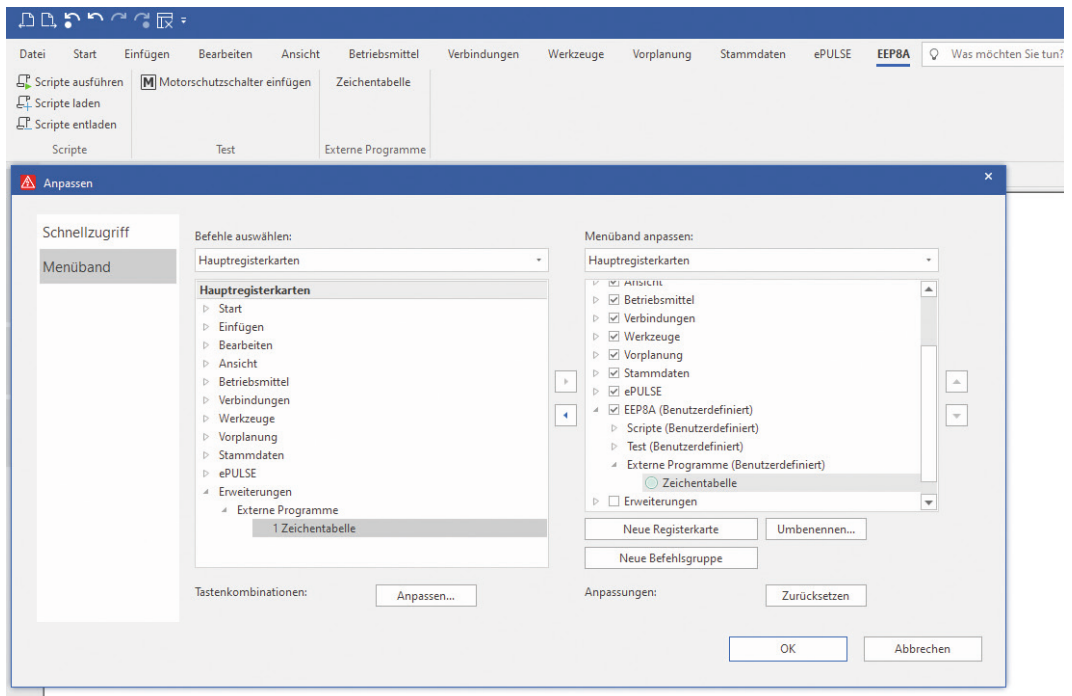 Datei Start Einfügen Bearbeiten Ansicht Betriebsmittel Verbindungen Werkzeuge Vorplanung Stammdaten ePULSE EEP8A Was möchten Sie tun?
Scripte ausführen M Motorschutzschalter einfügen Zeichentabelle
Scripte laden
Scripte entladen
Scripte Test Externe Programme
Anpassen
Schnellzugriff
Menüband
Befehle auswählen:
Hauptregisterkarten
Hauptregisterkarten
Start
Einfügen
Bearbeiten
Ansicht
Betriebsmittel
Verbindungen
Werkzeuge
Vorplanung
Stammdaten
ePULSE
Erweiterungen
Externe Programme
1 Zeichentabelle
Tastenkombinationen: Anpassen...
Menüband anpassen:
Hauptregisterkarten
Ansicht
Betriebsmittel
Verbindungen
Werkzeuge
Vorplanung
Stammdaten
ePULSE
EEP8A (Benutzerdefiniert)
Scripte (Benutzerdefiniert)
Test (Benutzerdefiniert)
Externe Programme (Benutzerdefiniert)
Zeichentabelle
Erweiterungen
Neue Registerkarte Umbenennen...
Neue Befehlsgruppe
Anpassungen: Zurücksetzen
OK Abbrechen